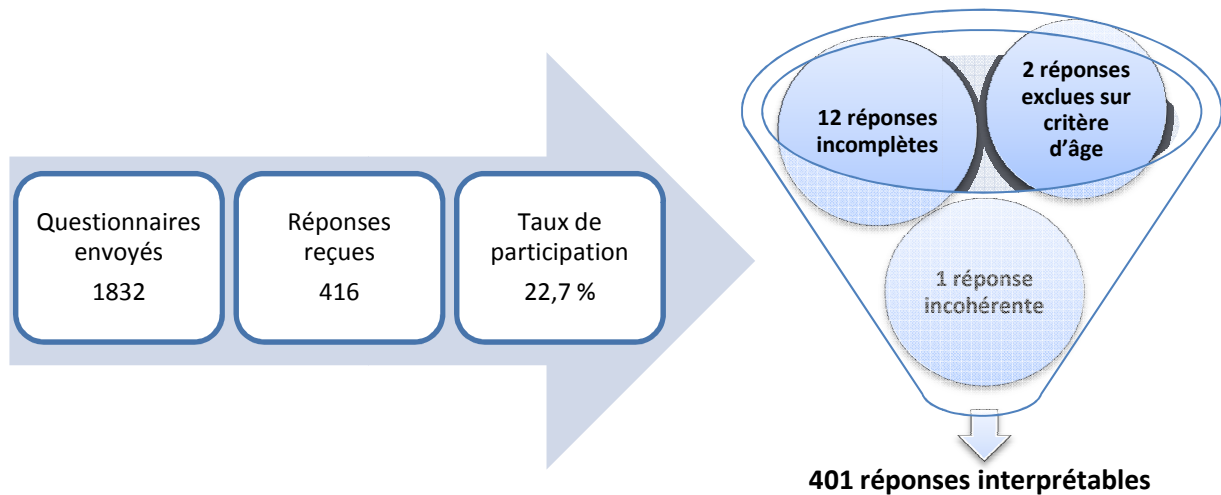 Questionnaires
envoyés
1832
Réponses
reçues
416
Taux de
participation
22,7 %
12 réponses
incomplètes
2 réponses
exclues sur
critère
d'âge
1 réponse
incohérente
401 réponses interprétables